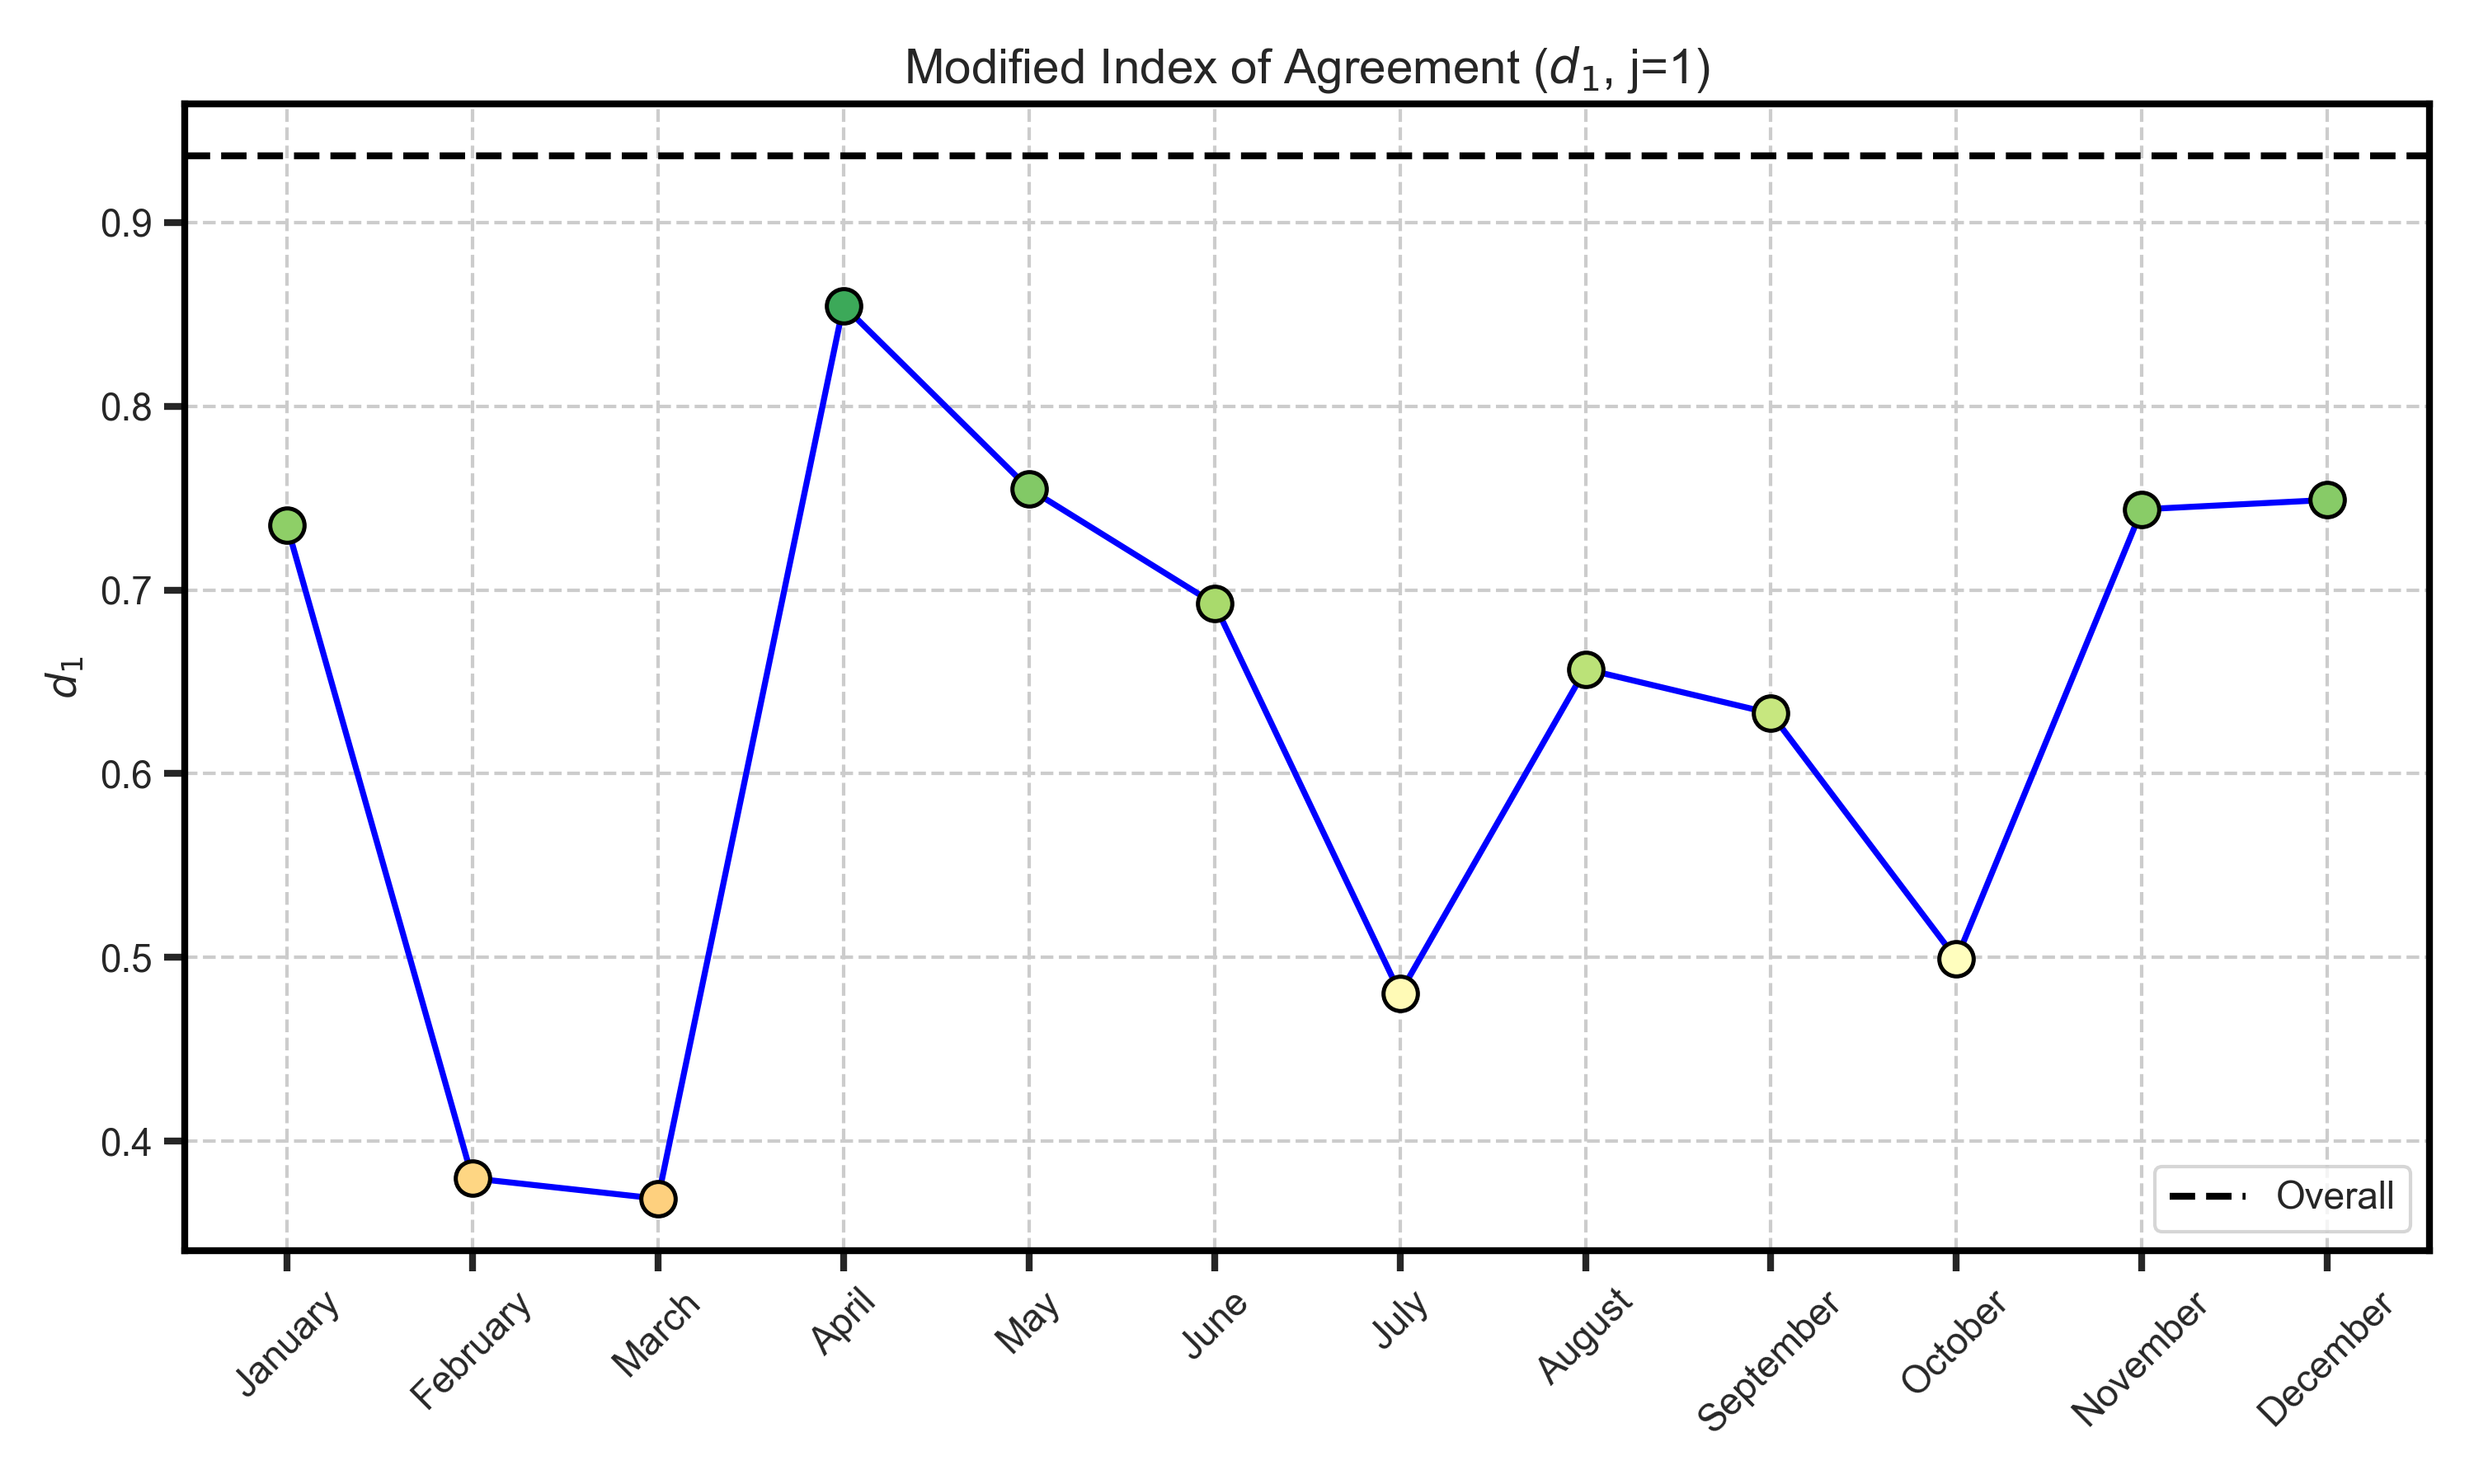 Modified Index of Agreement (d₁, j=1)
0.9
0.8
0.7
0.6
0.5
0.4
d₁
Overall
January
February
March
April
May
June
July
August
September
October
November
December